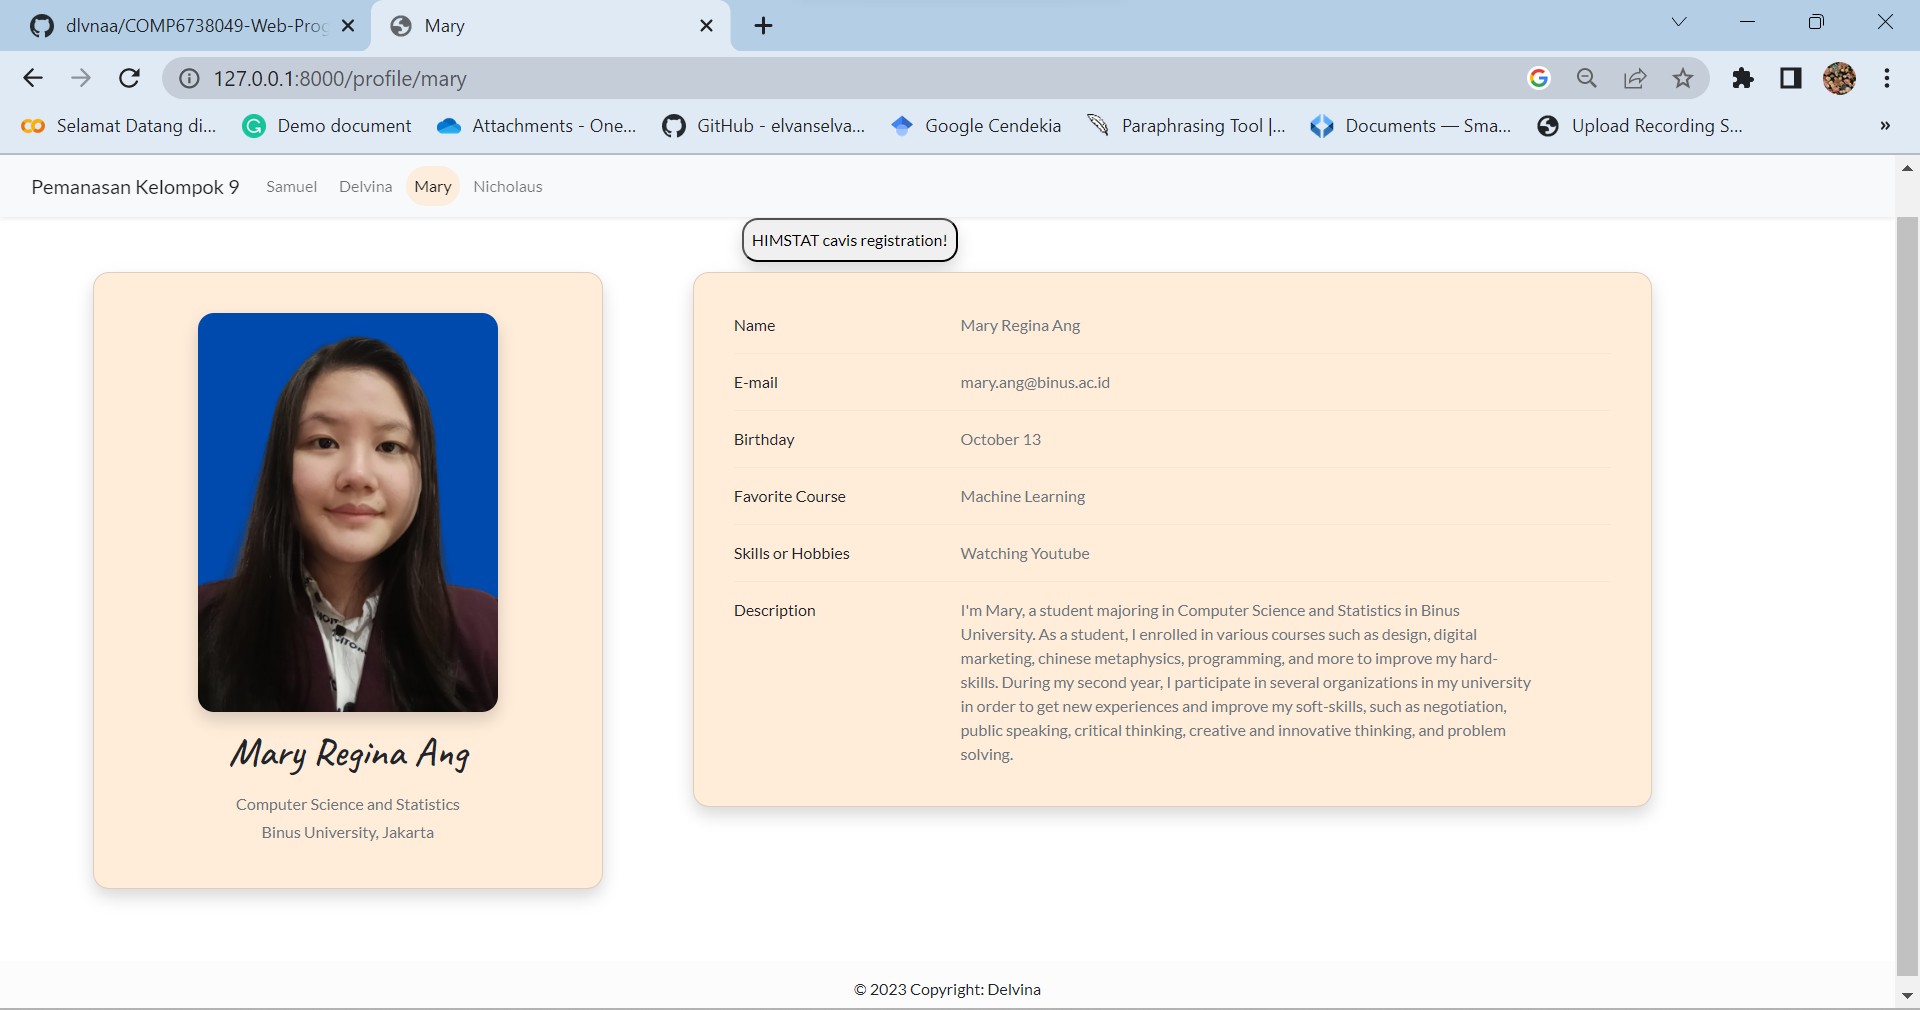 dlvnaa/COMP6738049-Web-Prog
Mary
127.0.0.1:8000/profile/mary
Selamat Datang di... Demo document Attachments - One... GitHub - elvanselva... Google Cendekia Paraphrasing Tool |... Documents — Sma... Upload Recording S... »
Pemanasan Kelompok 9 Samuel Delvina Mary Nicholaus
HIMSTAT cavis registration!
Mary Regina Ang
Computer Science and Statistics
Binus University, Jakarta
Name Mary Regina Ang
E-mail mary.ang@binus.ac.id
Birthday October 13
Favorite Course Machine Learning
Skills or Hobbies Watching Youtube
Description I'm Mary, a student majoring in Computer Science and Statistics in Binus
University. As a student, I enrolled in various courses such as design, digital
marketing, chinese metaphysics, programming, and more to improve my hard-
skills. During my second year, I participate in several organizations in my university
in order to get new experiences and improve my soft-skills, such as negotiation,
public speaking, critical thinking, creative and innovative thinking, and problem
solving.
© 2023 Copyright: Delvina